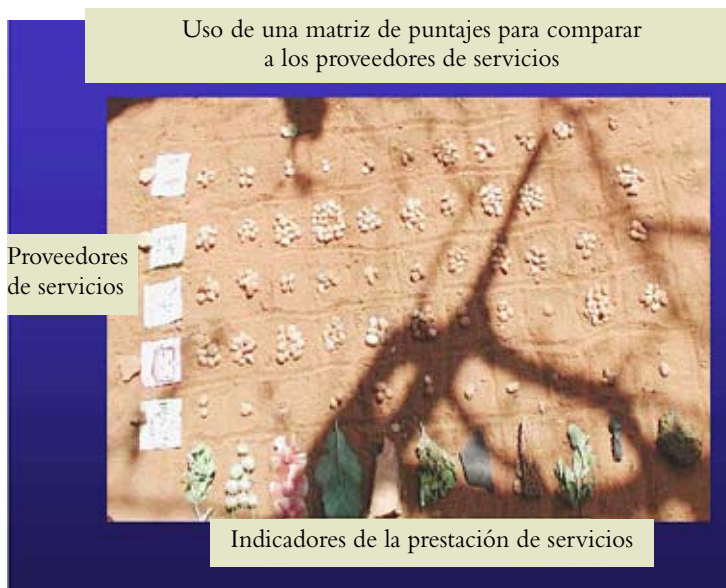 Uso de una matriz de puntajes para comparar
a los proveedores de servicios
Proveedores
de servicios
Indicadores de la prestación de servicios